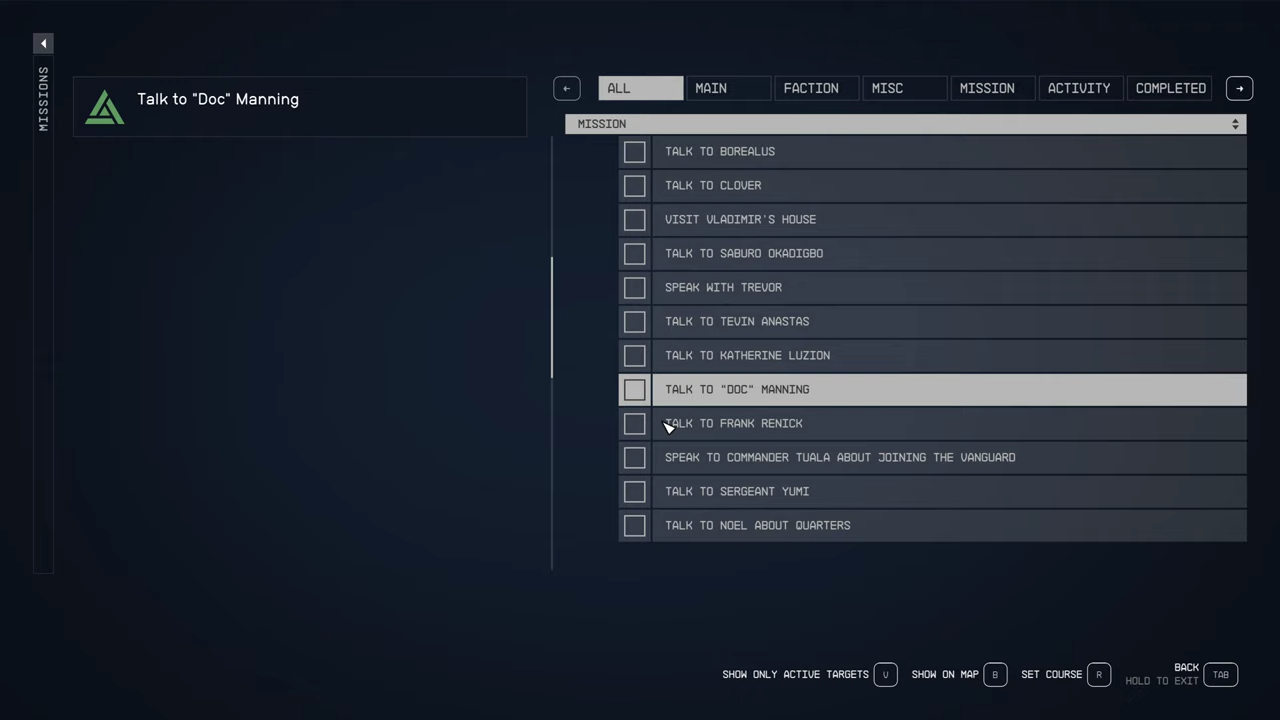 MISSIONS
Talk to "Doc" Manning
ALL
MAIN
FACTION
MISC
MISSION
ACTIVITY
COMPLETED
MISSION
TALK TO BOREALUS
TALK TO CLOVER
VISIT VLADIMIR'S HOUSE
TALK TO SABURO OKADIGBO
SPEAK WITH TREVOR
TALK TO TEVIN ANASTAS
TALK TO KATHERINE LUZION
TALK TO "DOC" MANNING
TALK TO FRANK RENICK
SPEAK TO COMMANDER TUALA ABOUT JOINING THE VANGUARD
TALK TO SERGEANT YUMI
TALK TO NOEL ABOUT QUARTERS
SHOW ONLY ACTIVE TARGETS V
SHOW ON MAP B
SET COURSE R
BACK
HOLD TO EXIT
TAB